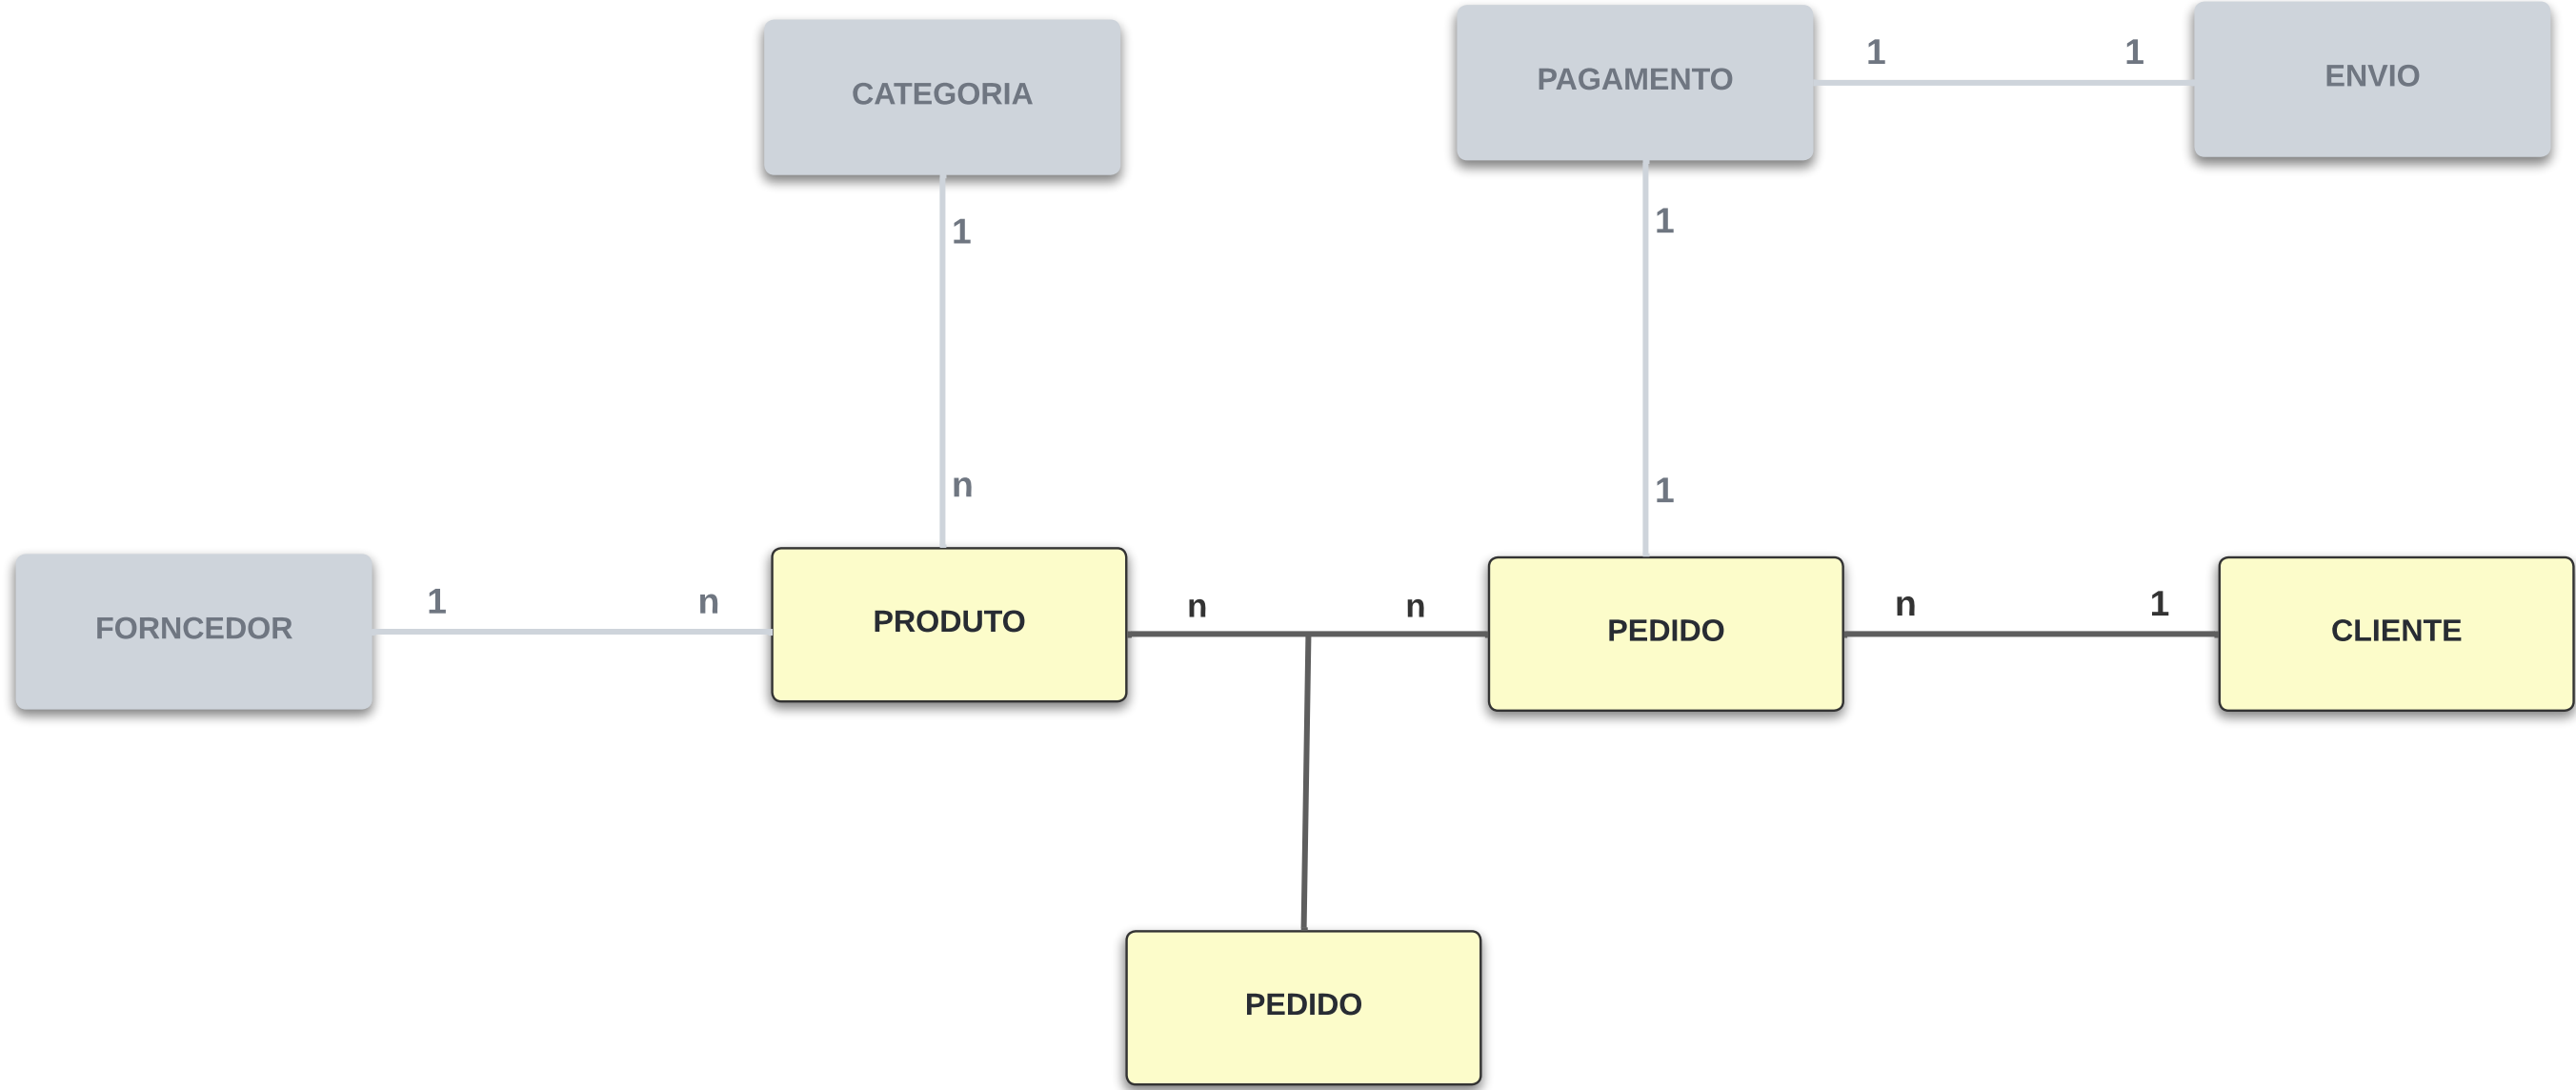 CATEGORIA
PAGAMENTO
1
1
ENVIO
1
1
n
1
FORNCEDOR
1
n
PRODUTO
n
n
PEDIDO
n
1
CLIENTE
PEDIDO